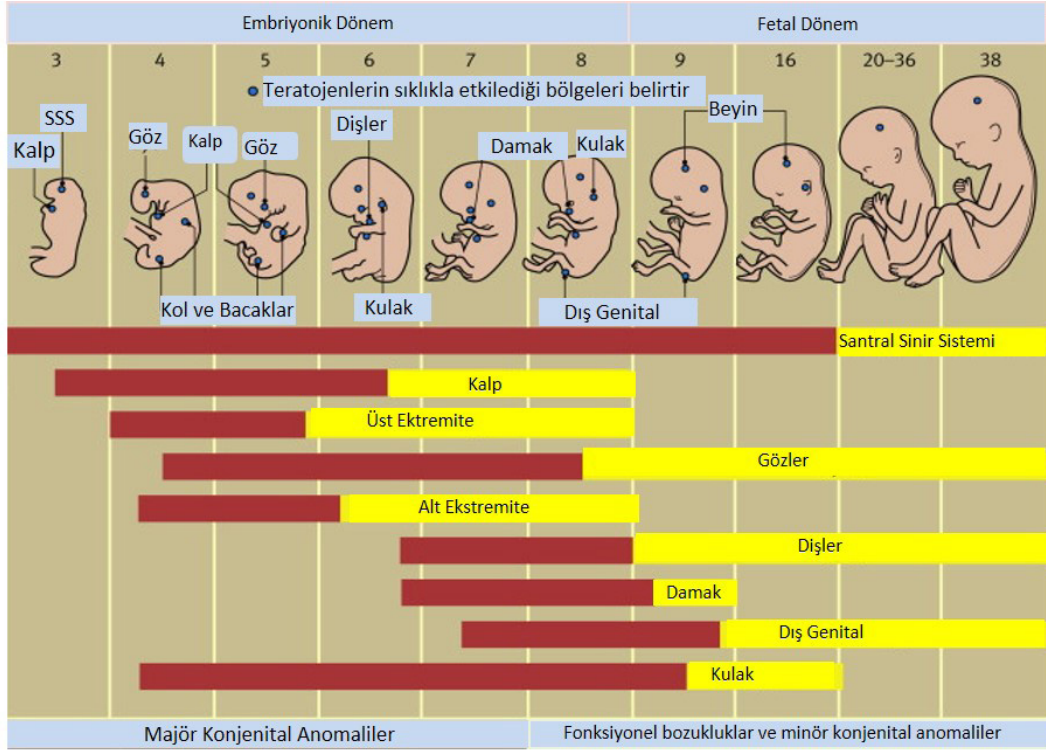 Embriyonik Dönem
Fetal Dönem
3 4 5 6 7 8 9 16 20–36 38
Teratojenlerin sıklıkla etkilediği bölgeleri belirtir
SSS
Kalp
Göz
Kalp
Göz
Dişler
Damak
Kulak
Beyin
Kol ve Bacaklar
Kulak
Dış Genital
Santral Sinir Sistemi
Kalp
Üst Ektremite
Gözler
Alt Ekstremite
Dişler
Damak
Dış Genital
Kulak
Majör Konjenital Anomaliler
Fonksiyonel bozukluklar ve minör konjenital anomaliler